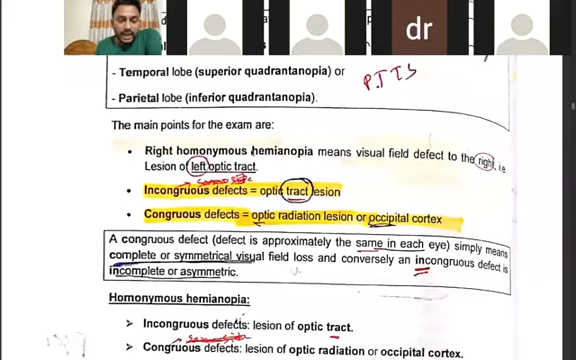 dr
- Temporal lobe (superior quadrantanopia) or
PITS
- Parietal lobe (inferior quadrantanopia).
The main points for the exam are:
• Right homonymous hemianopia means visual field defect to the right, i.e
Lesion of left optic tract.
• Incongruous defects = optic tract lesion
• Congruous defects = optic radiation lesion or occipital cortex
A congruous defect (defect is approximately the same in each eye) simply means
complete or symmetrical visual field loss and conversely an incongruous defect is
incomplete or asymmetric.
Homonymous hemianopia:
➢ Incongruous defects: lesion of optic tract.
➢ Congruous defects: lesion of optic radiation or occipital cortex.